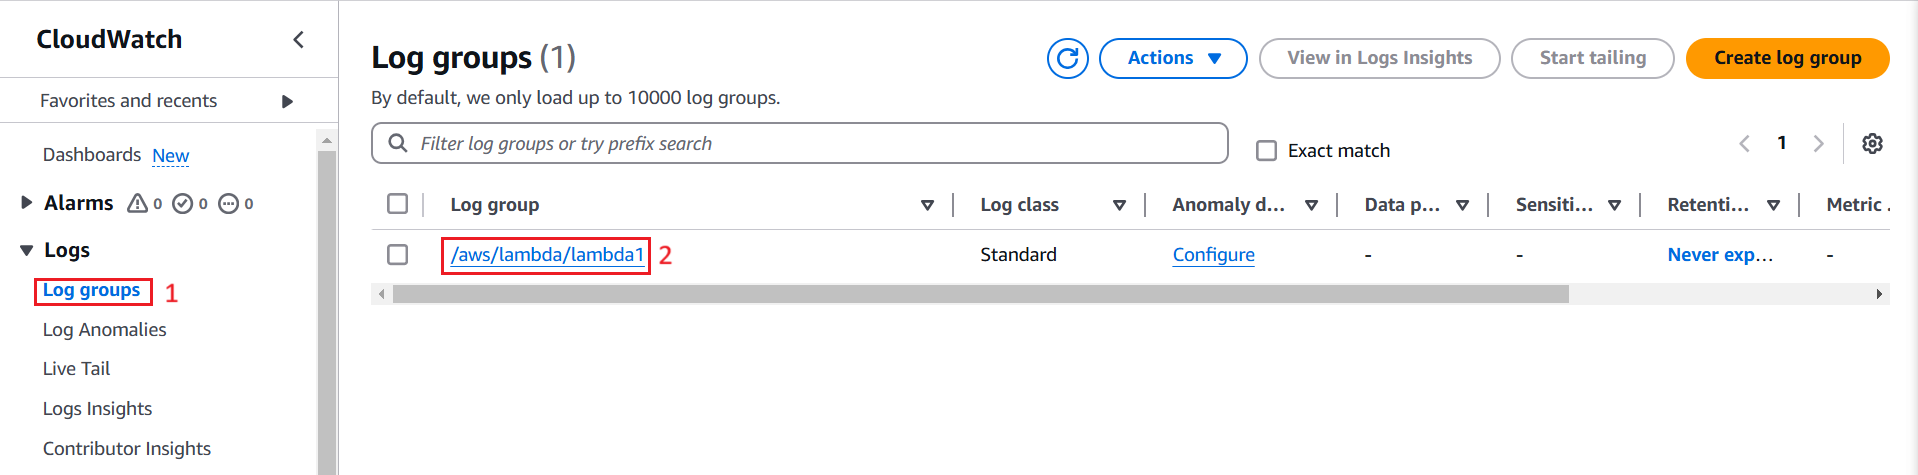 CloudWatch
Favorites and recents
Dashboards New
Alarms 0 0 0
Logs
Log groups 1
Log Anomalies
Live Tail
Logs Insights
Contributor Insights
Log groups (1)
Actions
View in Logs Insights
Start tailing
Create log group
By default, we only load up to 10000 log groups.
Filter log groups or try prefix search
Exact match
1
Log group Log class Anomaly d... Data p... Sensiti... Retenti... Metric .
/aws/lambda/lambda1 2 Standard Configure - - Never exp... -